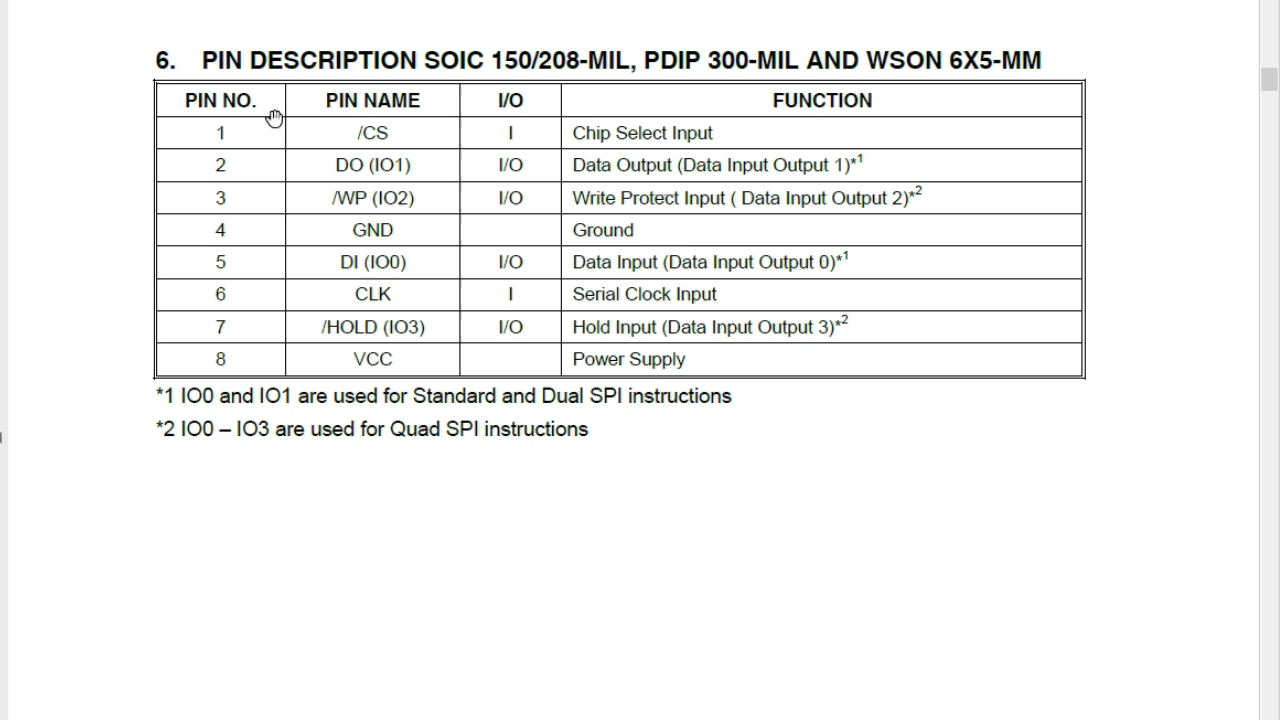 6. PIN DESCRIPTION SOIC 150/208-MIL, PDIP 300-MIL AND WSON 6X5-MM
PIN NO. PIN NAME I/O FUNCTION
1 /CS I Chip Select Input
2 DO (IO1) I/O Data Output (Data Input Output 1)*1
3 /WP (IO2) I/O Write Protect Input ( Data Input Output 2)*2
4 GND Ground
5 DI (IO0) I/O Data Input (Data Input Output 0)*1
6 CLK I Serial Clock Input
7 /HOLD (IO3) I/O Hold Input (Data Input Output 3)*2
8 VCC Power Supply
*1 IO0 and IO1 are used for Standard and Dual SPI instructions
*2 IO0 – IO3 are used for Quad SPI instructions